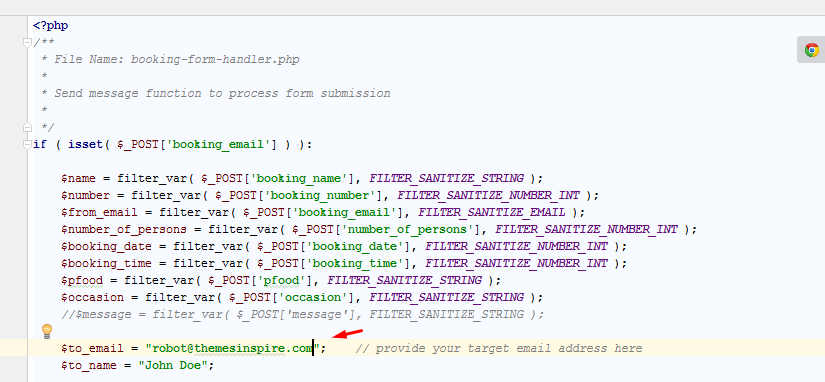 <?php
/**
 * File Name: booking-form-handler.php
 *
 * Send message function to process form submission
 *
 */
if ( isset( $_POST['booking_email'] ) ):
$name = filter_var( $_POST['booking_name'], FILTER_SANITIZE_STRING );
$number = filter_var( $_POST['booking_number'], FILTER_SANITIZE_NUMBER_INT );
$from_email = filter_var( $_POST['booking_email'], FILTER_SANITIZE_EMAIL );
$number_of_persons = filter_var( $_POST['number_of_persons'], FILTER_SANITIZE_NUMBER_INT );
$booking_date = filter_var( $_POST['booking_date'], FILTER_SANITIZE_NUMBER_INT );
$booking_time = filter_var( $_POST['booking_time'], FILTER_SANITIZE_NUMBER_INT );
$pfood = filter_var( $_POST['pfood'], FILTER_SANITIZE_STRING );
$occasion = filter_var( $_POST['occasion'], FILTER_SANITIZE_STRING );
//$message = filter_var( $_POST['message'], FILTER_SANITIZE_STRING );
$to_email = "robot@themesinspire.com";    // provide your target email address here
$to_name = "John Doe";